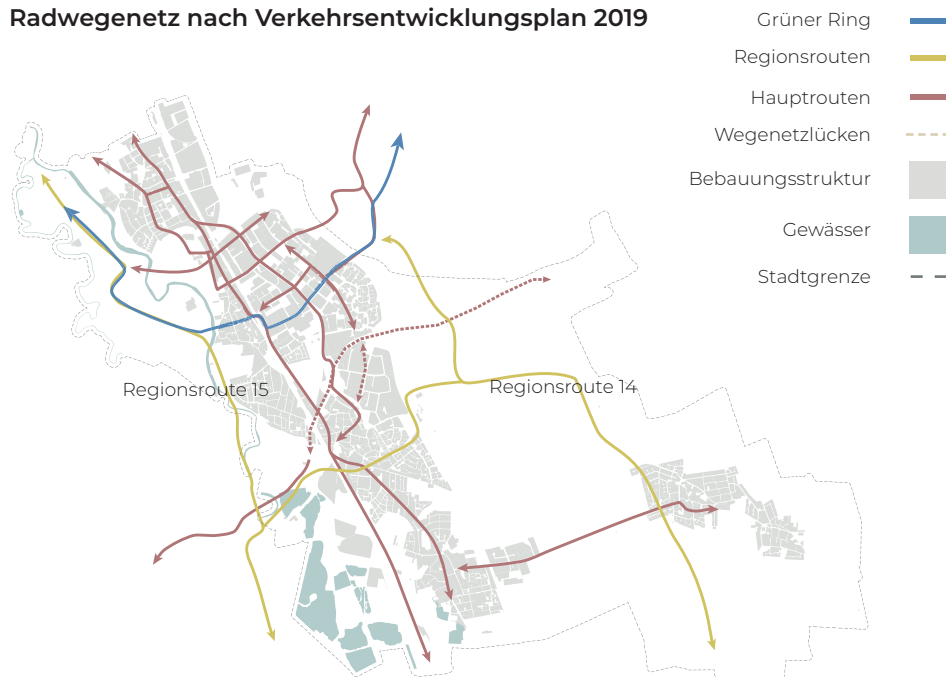 Radwegenetz nach Verkehrsentwicklungsplan 2019
Grüner Ring
Regionsrouten
Hauptrouten
Wegenetzlücken
Bebauungsstruktur
Gewässer
Stadtgrenze
Regionsroute 15
Regionsroute 14